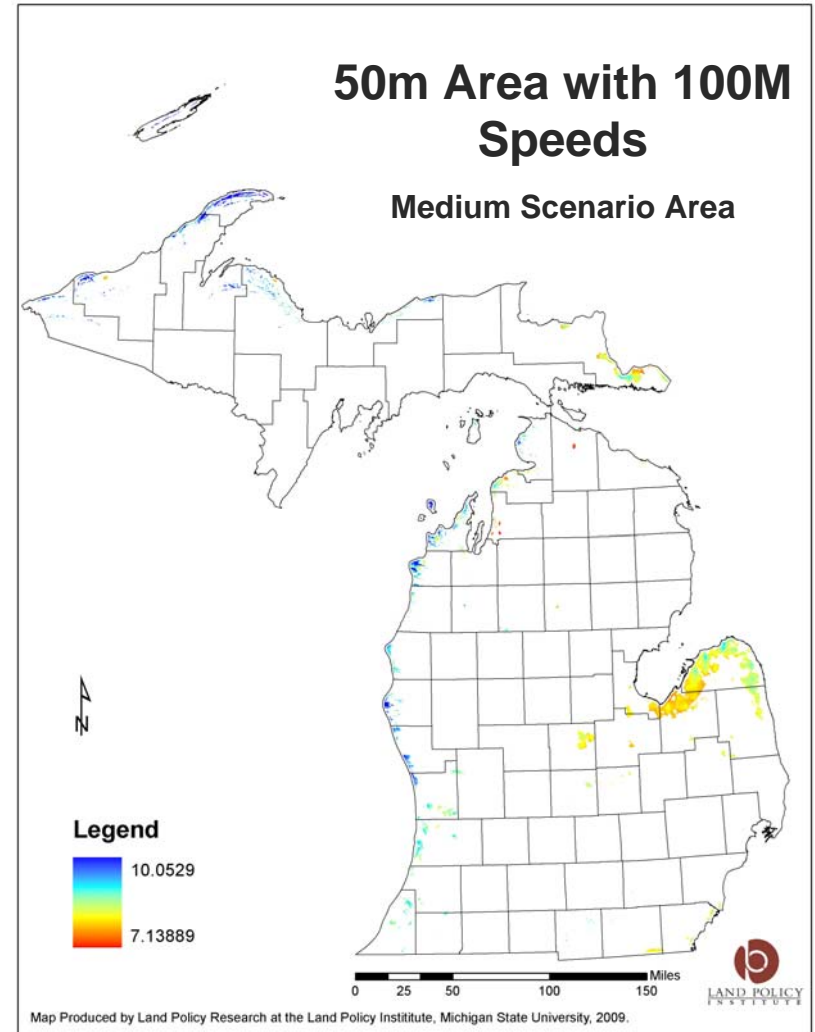 50m Area with 100M
Speeds
Medium Scenario Area
N
Legend
10.0529
7.13889
Miles
0 25 50 100 150
LAND POLICY
INSTITUTE
Map Produced by Land Policy Research at the Land Policy Instititute, Michigan State University, 2009.